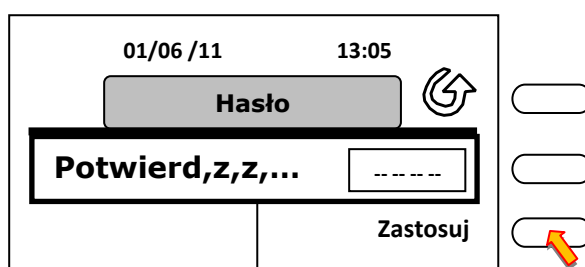 01/06 /11 13:05
Hasło
Potwierd,z,z,... -- -- -- --
Zastosuj